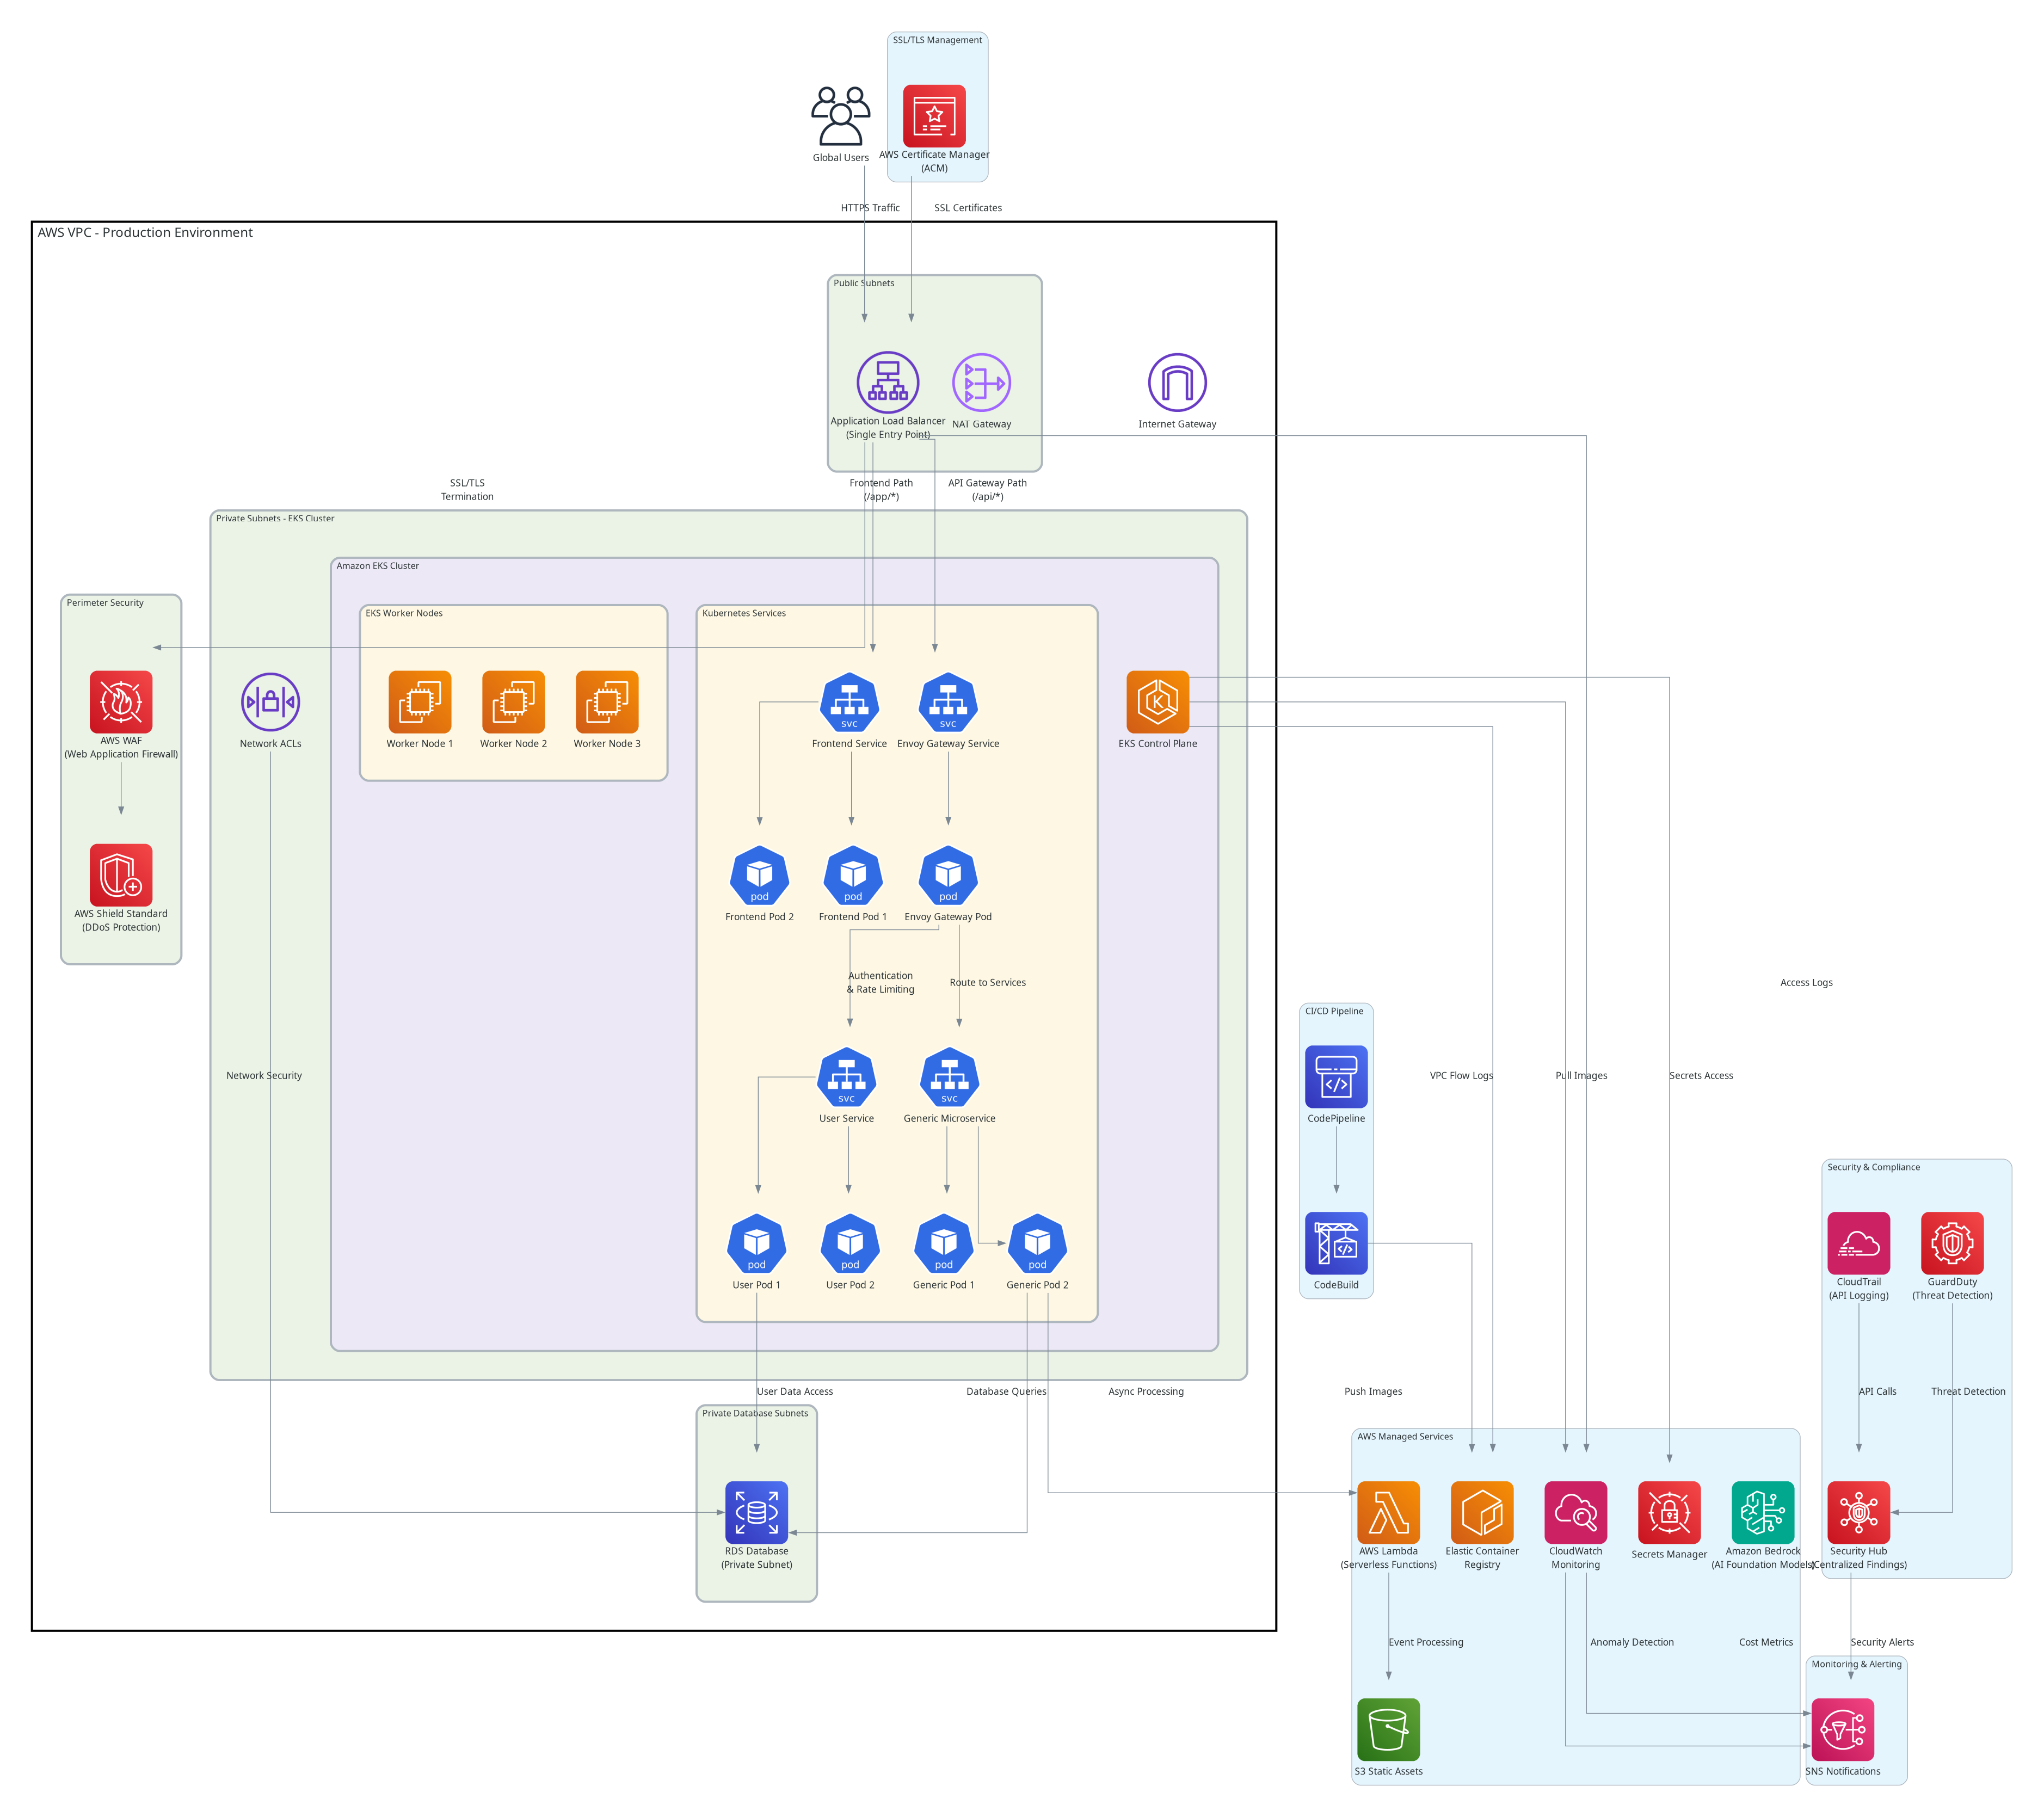 SSL/TLS Management
Global Users
AWS Certificate Manager
(ACM)
HTTPS Traffic
SSL Certificates
AWS VPC - Production Environment
Public Subnets
Application Load Balancer
(Single Entry Point)
NAT Gateway
Internet Gateway
SSL/TLS
Termination
Frontend Path
(/app/*)
API Gateway Path
(/api/*)
Private Subnets - EKS Cluster
Amazon EKS Cluster
Perimeter Security
EKS Worker Nodes
Kubernetes Services
AWS WAF
(Web Application Firewall)
Network ACLs
Worker Node 1
Worker Node 2
Worker Node 3
svc
Frontend Service
svc
Envoy Gateway Service
EKS Control Plane
AWS Shield Standard
(DDoS Protection)
pod
Frontend Pod 2
pod
Frontend Pod 1
pod
Envoy Gateway Pod
Authentication
& Rate Limiting
Route to Services
Access Logs
CI/CD Pipeline
Network Security
svc
User Service
svc
Generic Microservice
CodePipeline
VPC Flow Logs
Pull Images
Secrets Access
Security & Compliance
pod
User Pod 1
pod
User Pod 2
pod
Generic Pod 1
pod
Generic Pod 2
CodeBuild
CloudTrail
(API Logging)
GuardDuty
(Threat Detection)
User Data Access
Database Queries
Async Processing
Push Images
API Calls
Threat Detection
Private Database Subnets
AWS Managed Services
RDS Database
(Private Subnet)
AWS Lambda
(Serverless Functions)
Elastic Container
Registry
CloudWatch
Monitoring
Secrets Manager
Amazon Bedrock
(AI Foundation Models)
Security Hub
(Centralized Findings)
Event Processing
Anomaly Detection
Cost Metrics
Security Alerts
Monitoring & Alerting
S3 Static Assets
SNS Notifications